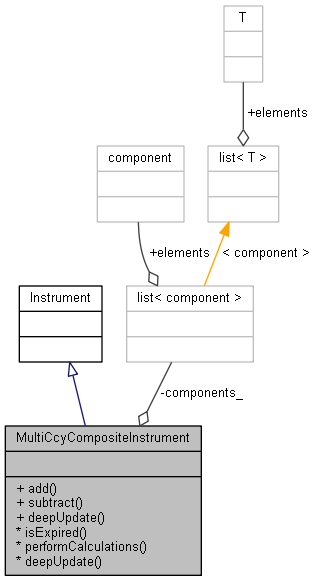 T
+elements
component
list< T >
+elements
< component >
Instrument
list< component >
-components_
MultiCcyCompositeInstrument
+ add()
+ subtract()
+ deepUpdate()
* isExpired()
* performCalculations()
* deepUpdate()